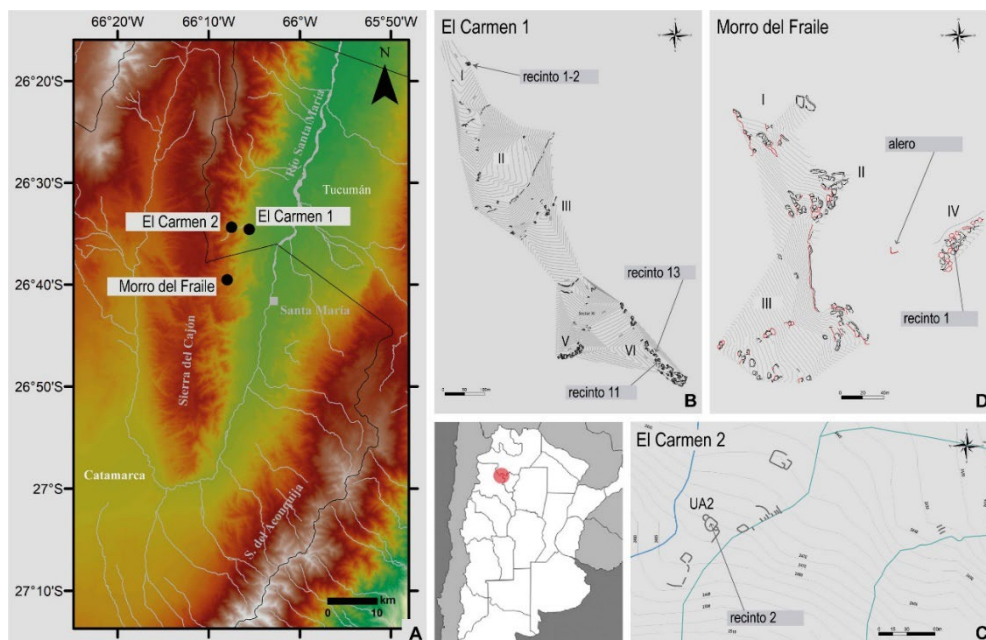 66°20'W 66°10'W 66°W 65°50'W
26°20'S
26°30'S
26°40'S
26°50'S
27°S
27°10'S
N
Río Santa María
Tucumán
El Carmen 2
El Carmen 1
Morro del Fraile
Santa María
Sierra del Cajón
Catamarca
S. del Aconquija
km
0 10
A
El Carmen 1
recinto 1-2
I
II
III
recinto 13
V
VI
recinto 11
B
Morro del Fraile
I
alero
II
IV
III
recinto 1
D
El Carmen 2
UA2
recinto 2
C